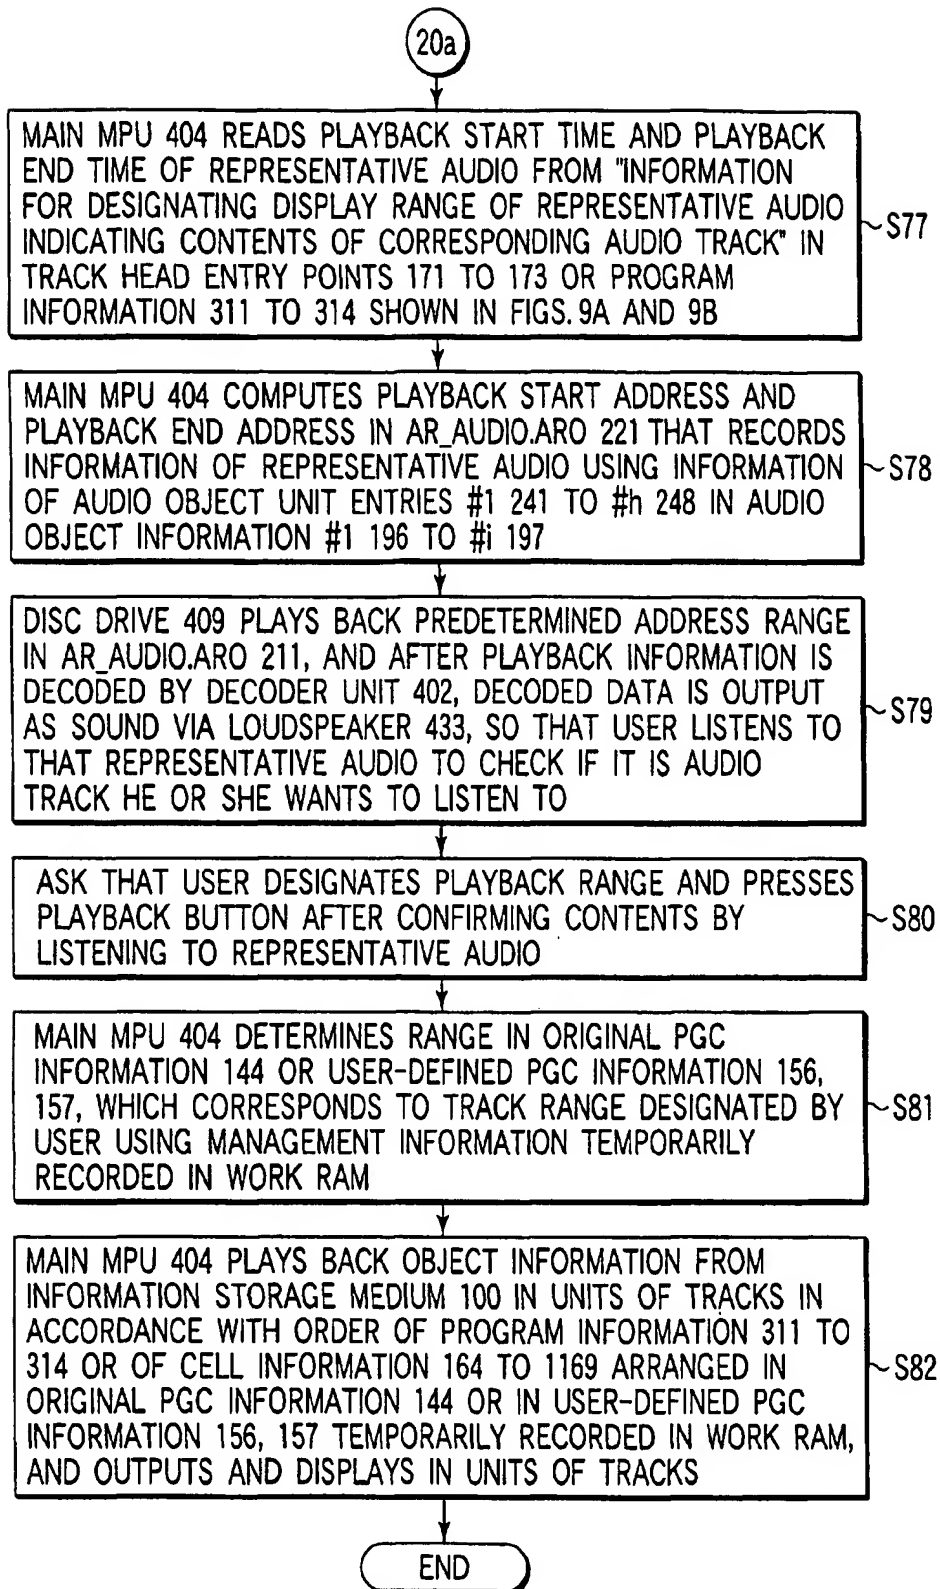 20a
MAIN MPU 404 READS PLAYBACK START TIME AND PLAYBACK
END TIME OF REPRESENTATIVE AUDIO FROM "INFORMATION
FOR DESIGNATING DISPLAY RANGE OF REPRESENTATIVE AUDIO
INDICATING CONTENTS OF CORRESPONDING AUDIO TRACK" IN
TRACK HEAD ENTRY POINTS 171 TO 173 OR PROGRAM
INFORMATION 311 TO 314 SHOWN IN FIGS. 9A AND 9B
S77
MAIN MPU 404 COMPUTES PLAYBACK START ADDRESS AND
PLAYBACK END ADDRESS IN AR_AUDIO.ARO 221 THAT RECORDS
INFORMATION OF REPRESENTATIVE AUDIO USING INFORMATION
OF AUDIO OBJECT UNIT ENTRIES #1 241 TO #h 248 IN AUDIO
OBJECT INFORMATION #1 196 TO #i 197
S78
DISC DRIVE 409 PLAYS BACK PREDETERMINED ADDRESS RANGE
IN AR_AUDIO.ARO 211, AND AFTER PLAYBACK INFORMATION IS
DECODED BY DECODER UNIT 402, DECODED DATA IS OUTPUT
AS SOUND VIA LOUDSPEAKER 433, SO THAT USER LISTENS TO
THAT REPRESENTATIVE AUDIO TO CHECK IF IT IS AUDIO
TRACK HE OR SHE WANTS TO LISTEN TO
S79
ASK THAT USER DESIGNATES PLAYBACK RANGE AND PRESSES
PLAYBACK BUTTON AFTER CONFIRMING CONTENTS BY
LISTENING TO REPRESENTATIVE AUDIO
S80
MAIN MPU 404 DETERMINES RANGE IN ORIGINAL PGC
INFORMATION 144 OR USER-DEFINED PGC INFORMATION 156,
157, WHICH CORRESPONDS TO TRACK RANGE DESIGNATED BY
USER USING MANAGEMENT INFORMATION TEMPORARILY
RECORDED IN WORK RAM
S81
MAIN MPU 404 PLAYS BACK OBJECT INFORMATION FROM
INFORMATION STORAGE MEDIUM 100 IN UNITS OF TRACKS IN
ACCORDANCE WITH ORDER OF PROGRAM INFORMATION 311 TO
314 OR OF CELL INFORMATION 164 TO 1169 ARRANGED IN
ORIGINAL PGC INFORMATION 144 OR IN USER-DEFINED PGC
INFORMATION 156, 157 TEMPORARILY RECORDED IN WORK RAM,
AND OUTPUTS AND DISPLAYS IN UNITS OF TRACKS
S82
END